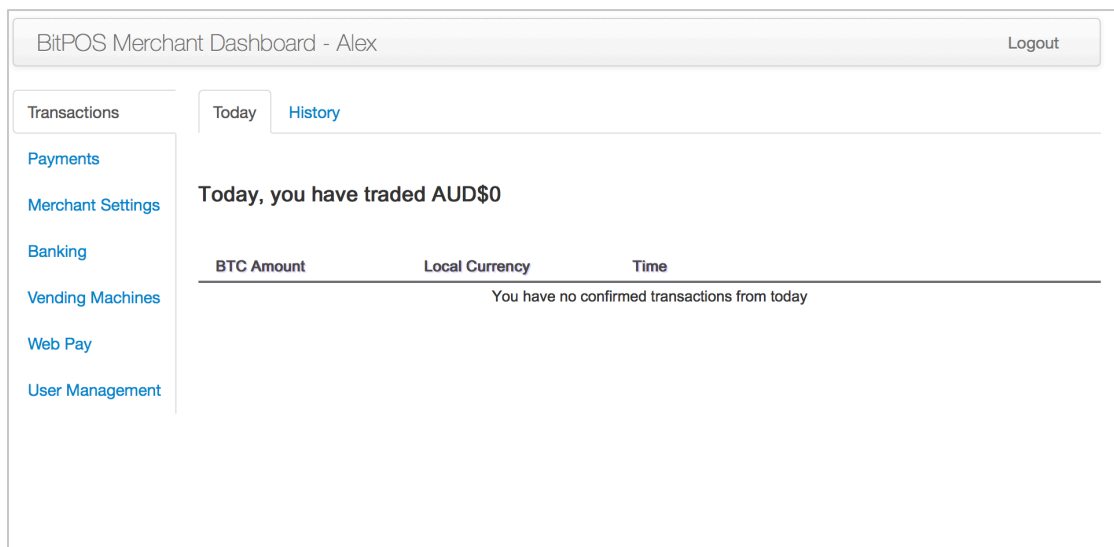 BitPOS Merchant Dashboard - Alex
Logout
Transactions
Payments
Merchant Settings
Banking
Vending Machines
Web Pay
User Management
Today
History
Today, you have traded AUD$0
BTC Amount
Local Currency
Time
You have no confirmed transactions from today